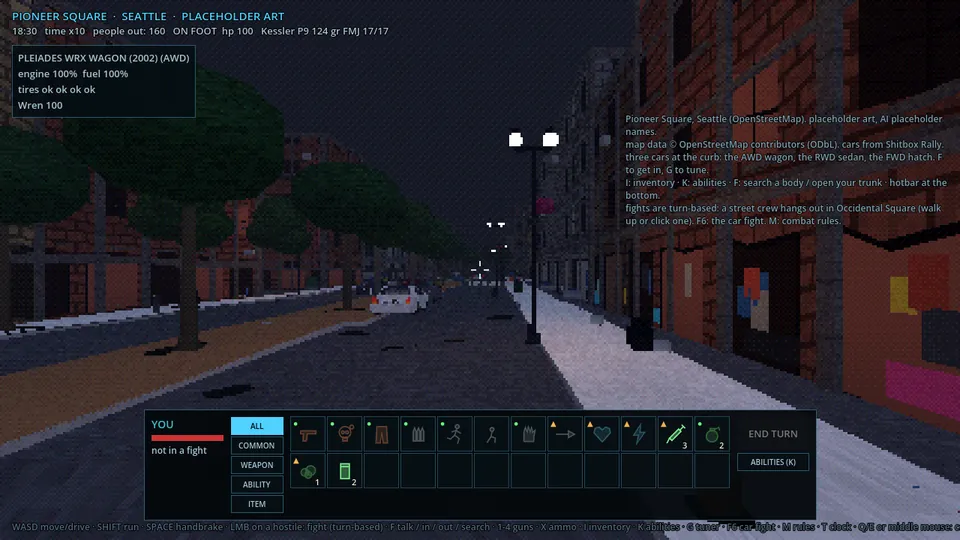 PIONEER SQUARE · SEATTLE · PLACEHOLDER ART
18:30 time x10 people out: 160 ON FOOT hp 100 Kessler P9 124 gr FMJ 17/17
PLEIADES WRX WAGON (2002) (AWD)
engine 100% fuel 100%
tires ok ok ok ok
Wren 100
Pioneer Square, Seattle (OpenStreetMap). placeholder art, AI placeholder
names.
map data © OpenStreetMap contributors (ODbL). cars from Shitbox Rally.
three cars at the curb: the AWD wagon, the RWD sedan, the FWD hatch. F
to get in, G to tune.
I: inventory · K: abilities · F: search a body / open your trunk · hotbar at the
bottom.
fights are turn-based: a street crew hangs out in Occidental Square (walk
up or click one). F6: the car fight. M: combat rules.
YOU
not in a fight
ALL
COMMON
WEAPON
ABILITY
ITEM
3
2
1
2
END TURN
ABILITIES (K)
WASD move/drive · SHIFT run · SPACE handbrake · LMB on a hostile: fight (turn-based) · F talk / in / out / search · 1-4 guns · X ammo · I inventory · K abilities · G tuner · F6 car fight · M rules · T clock · Q/E or middle mouse: c